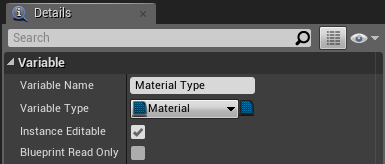 Details
Search
Variable
Variable Name Material Type
Variable Type Material
Instance Editable
Blueprint Read Only